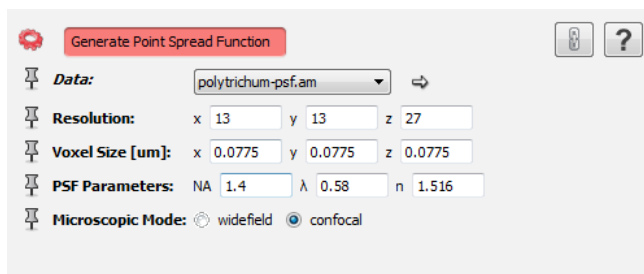 Generate Point Spread Function ?
Data: polytrichum-psf.am
Resolution: x 13 y 13 z 27
Voxel Size [um]: x 0.0775 y 0.0775 z 0.0775
PSF Parameters: NA 1.4 λ 0.58 n 1.516
Microscopic Mode: widefield confocal